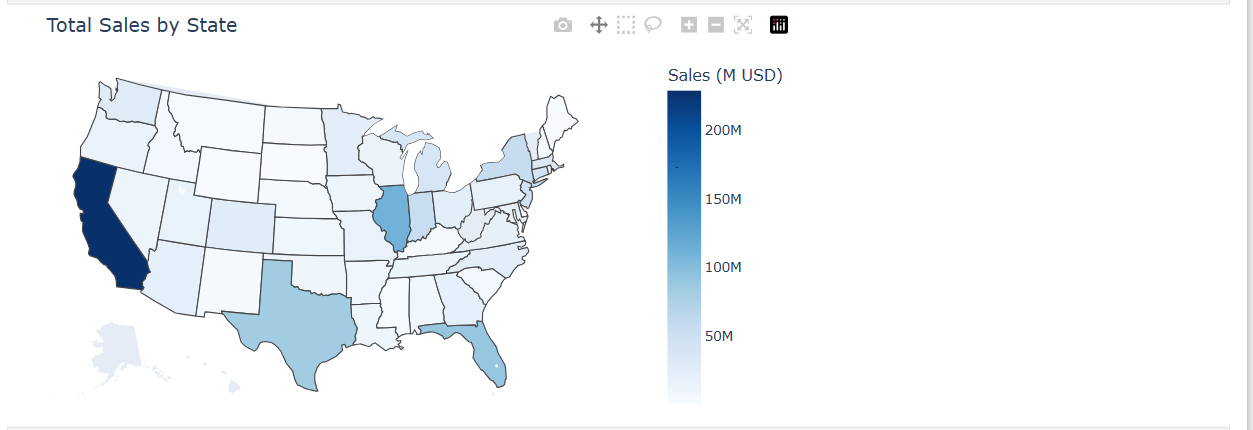 Total Sales by State
Sales (M USD)
200M
150M
100M
50M